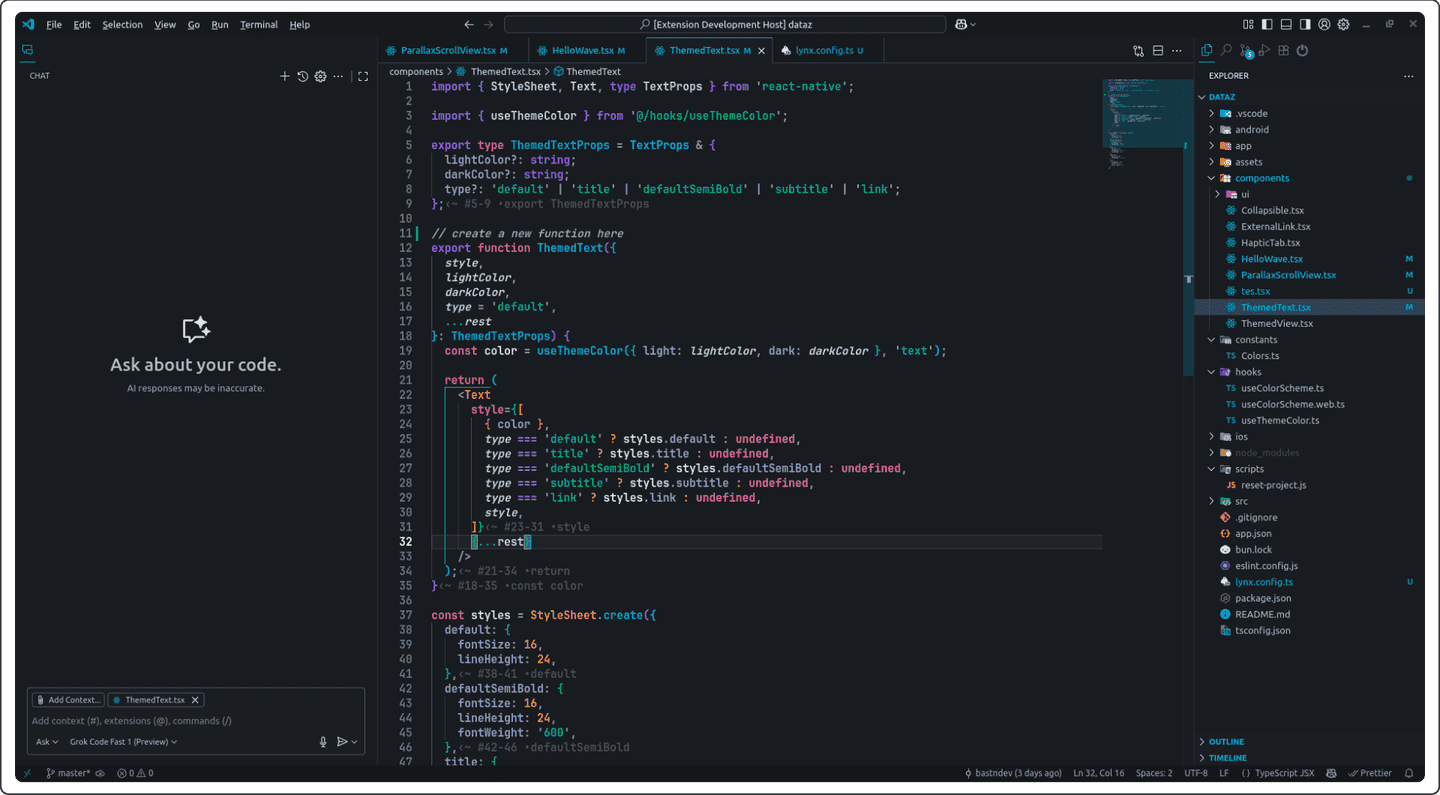 File Edit Selection View Go Run Terminal Help
[Extension Development Host] dataz
CHAT
Ask about your code.
AI responses may be inaccurate.
Add Context...
ThemedText.tsx
Add context (#), extensions (@), commands (/)
Ask
Grok Code Fast 1 (Preview)
ParallaxScrollView.tsx M
HelloWave.tsx M
ThemedText.tsx M
lynx.config.ts U
components > ThemedText.tsx > ThemedText
1 import { StyleSheet, Text, type TextProps } from 'react-native';
2
3 import { useThemeColor } from '@/hooks/useThemeColor';
4
5 export type ThemedTextProps = TextProps & {
6 lightColor?: string;
7 darkColor?: string;
8 type?: 'default' | 'title' | 'defaultSemiBold' | 'subtitle' | 'link';
9 };<~ #5-9 •export ThemedTextProps
10
11 // create a new function here
12 export function ThemedText({
13 style,
14 lightColor,
15 darkColor,
16 type = 'default',
17 ...rest
18 }: ThemedTextProps) {
19 const color = useThemeColor({ light: lightColor, dark: darkColor }, 'text');
20
21 return (
22 <Text
23 style={[
24 { color },
25 type === 'default' ? styles.default : undefined,
26 type === 'title' ? styles.title : undefined,
27 type === 'defaultSemiBold' ? styles.defaultSemiBold : undefined,
28 type === 'subtitle' ? styles.subtitle : undefined,
29 type === 'link' ? styles.link : undefined,
30 style,
31 ]}<~ #23-31 •style
32 {...rest}
33 />
34 );<~ #21-34 •return
35 }<~ #18-35 •const color
36
37 const styles = StyleSheet.create({
38 default: {
39 fontSize: 16,
40 lineHeight: 24,
41 },<~ #38-41 •default
42 defaultSemiBold: {
43 fontSize: 16,
44 lineHeight: 24,
45 fontWeight: '600',
46 },<~ #42-46 •defaultSemiBold
47 title: {
5
EXPLORER
DATAZ
.vscode
android
app
assets
components
ui
Collapsible.tsx
ExternalLink.tsx
HapticTab.tsx
HelloWave.tsx M
ParallaxScrollView.tsx M
tes.tsx U
ThemedText.tsx M
ThemedView.tsx
constants
TS Colors.ts
hooks
TS useColorScheme.ts
TS useColorScheme.web.ts
TS useThemeColor.ts
ios
node_modules
scripts
JS reset-project.js
src
.gitignore
app.json
bun.lock
eslint.config.js
lynx.config.ts U
package.json
README.md
tsconfig.json
OUTLINE
TIMELINE
master* 0 0
bastndev (3 days ago) Ln 32, Col 16 Spaces: 2 UTF-8 LF {} TypeScript JSX Prettier